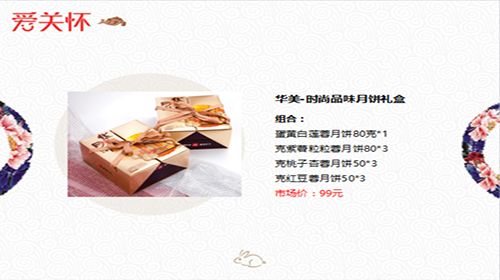 爱关怀
华美-时尚品味月饼礼盒
组合：
蛋黄白莲蓉月饼80克*1
克紫薯粒粒蓉月饼80*3
克桃子杏蓉月饼50*3
克红豆蓉月饼50*3
市场价：99元